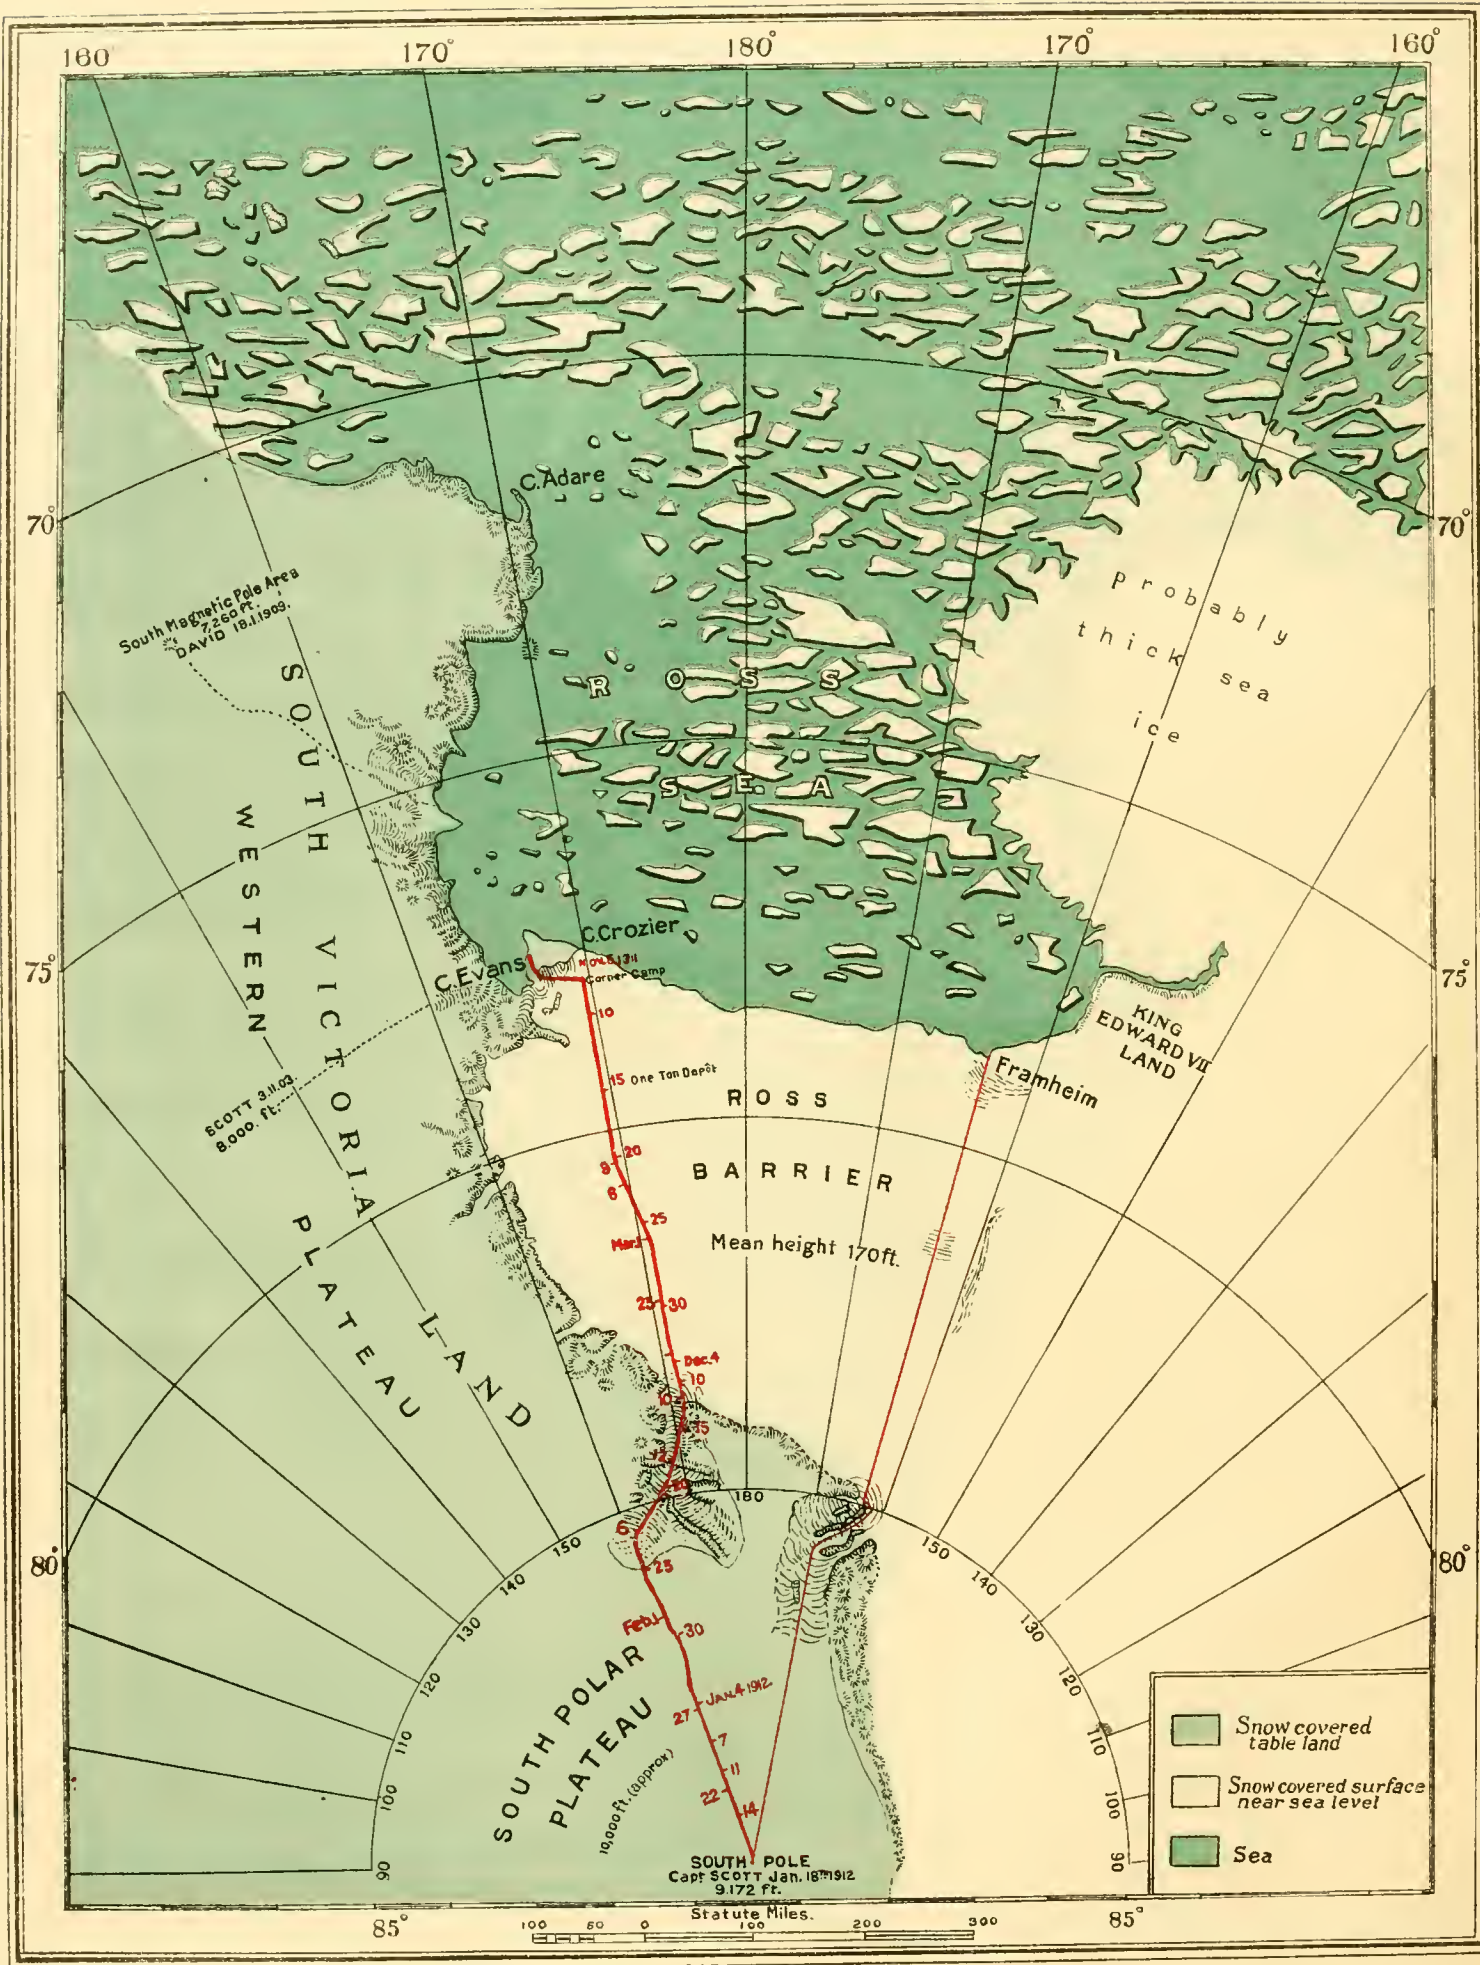 160° 170° 180° 170° 160°
C. Adare
70° 70°
South Magnetic Pole Area
7,260 ft.
DAVID 18.1.1909.
probably
thick sea
ice
ROSS
SEA
SOUTH VICTORIA LAND
WESTERN PLATEAU
C. Crozier
C. Evans
Corner Camp
75° 75°
10
KING
EDWARD VII
LAND
Framheim
15 One Ton Depôt
SCOTT 3.11.03.
8.000. ft.
ROSS
BARRIER
Mean height 170 ft.
20
25
Mar.1
30
Dec.4
10
10
15
20
180
6
25
80° 80°
150 150
140 140
130 130
120 120
110 110
100 100
90 90
Feb.1
30
SOUTH POLAR
PLATEAU
10,000 ft. (approx)
JAN.4 1912
27
7
11
22
14
SOUTH POLE
Capt SCOTT Jan. 18TH 1912
9.172 ft.
Snow covered
table land
Snow covered surface
near sea level
Sea
85° 85°
Statute Miles.
100 50 0 100 200 300